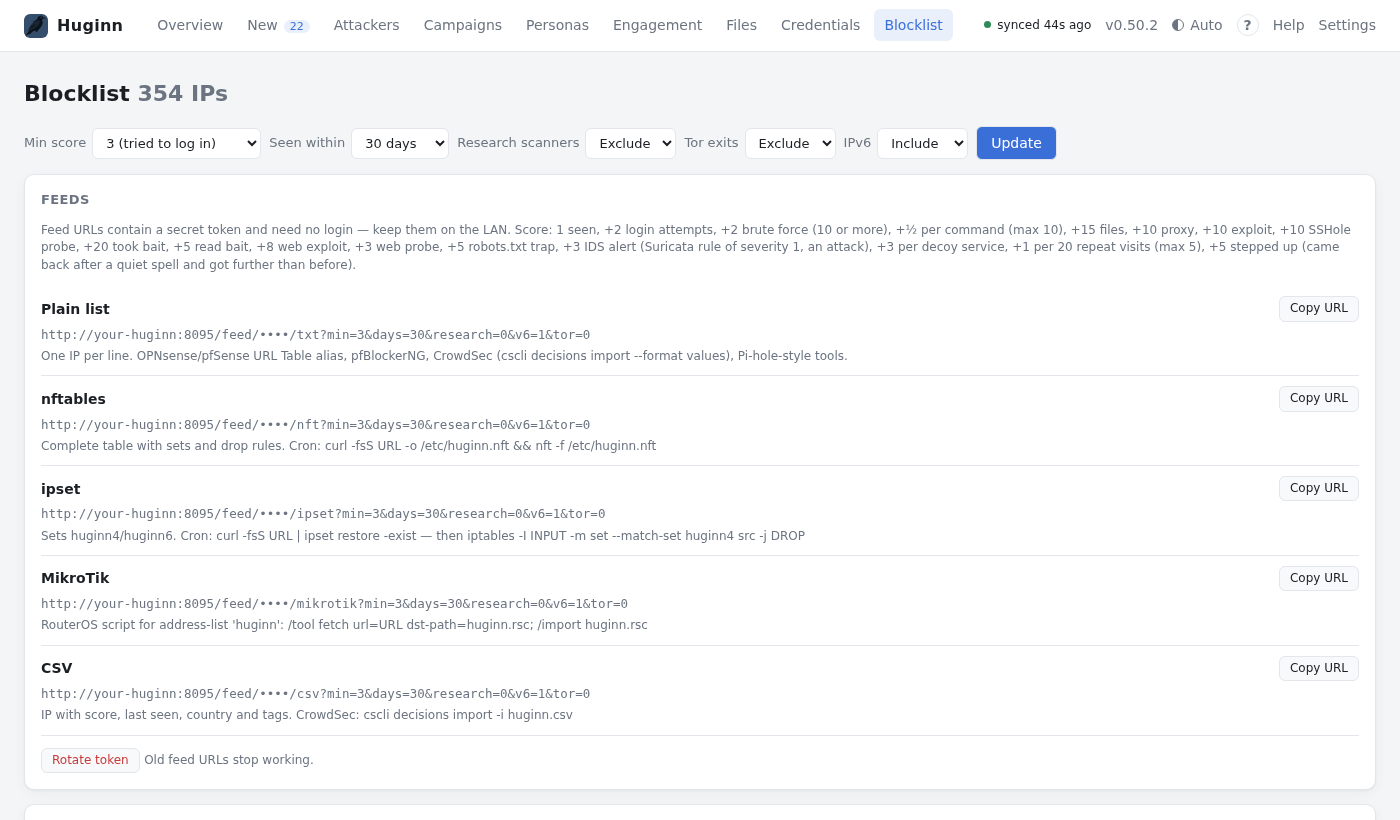 Huginn Overview New 22 Attackers Campaigns Personas Engagement Files Credentials Blocklist synced 44s ago v0.50.2 Auto ? Help Settings
Blocklist 354 IPs
Min score 3 (tried to log in) Seen within 30 days Research scanners Exclude Tor exits Exclude IPv6 Include Update
FEEDS
Feed URLs contain a secret token and need no login — keep them on the LAN. Score: 1 seen, +2 login attempts, +2 brute force (10 or more), +½ per command (max 10), +15 files, +10 proxy, +10 exploit, +10 SSHole
probe, +20 took bait, +5 read bait, +8 web exploit, +3 web probe, +5 robots.txt trap, +3 IDS alert (Suricata rule of severity 1, an attack), +3 per decoy service, +1 per 20 repeat visits (max 5), +5 stepped up (came
back after a quiet spell and got further than before).
Plain list Copy URL
http://your-huginn:8095/feed/••••/txt?min=3&days=30&research=0&v6=1&tor=0
One IP per line. OPNsense/pfSense URL Table alias, pfBlockerNG, CrowdSec (cscli decisions import --format values), Pi-hole-style tools.
nftables Copy URL
http://your-huginn:8095/feed/••••/nft?min=3&days=30&research=0&v6=1&tor=0
Complete table with sets and drop rules. Cron: curl -fsS URL -o /etc/huginn.nft && nft -f /etc/huginn.nft
ipset Copy URL
http://your-huginn:8095/feed/••••/ipset?min=3&days=30&research=0&v6=1&tor=0
Sets huginn4/huginn6. Cron: curl -fsS URL | ipset restore -exist — then iptables -I INPUT -m set --match-set huginn4 src -j DROP
MikroTik Copy URL
http://your-huginn:8095/feed/••••/mikrotik?min=3&days=30&research=0&v6=1&tor=0
RouterOS script for address-list 'huginn': /tool fetch url=URL dst-path=huginn.rsc; /import huginn.rsc
CSV Copy URL
http://your-huginn:8095/feed/••••/csv?min=3&days=30&research=0&v6=1&tor=0
IP with score, last seen, country and tags. CrowdSec: cscli decisions import -i huginn.csv
Rotate token Old feed URLs stop working.